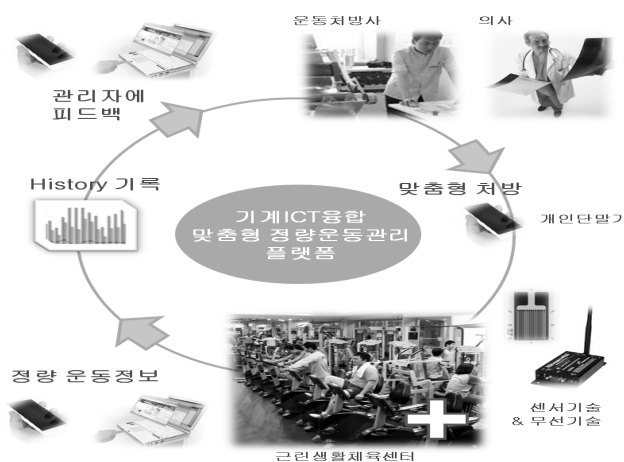 운동처방사
의사
관리자에
피드백
History 기록
맞춤형 처방
개인단말기
기계ICT융합
맞춤형 정량운동관리
플랫폼
정량 운동정보
센서기술
& 무선기술
근린생활체육센터